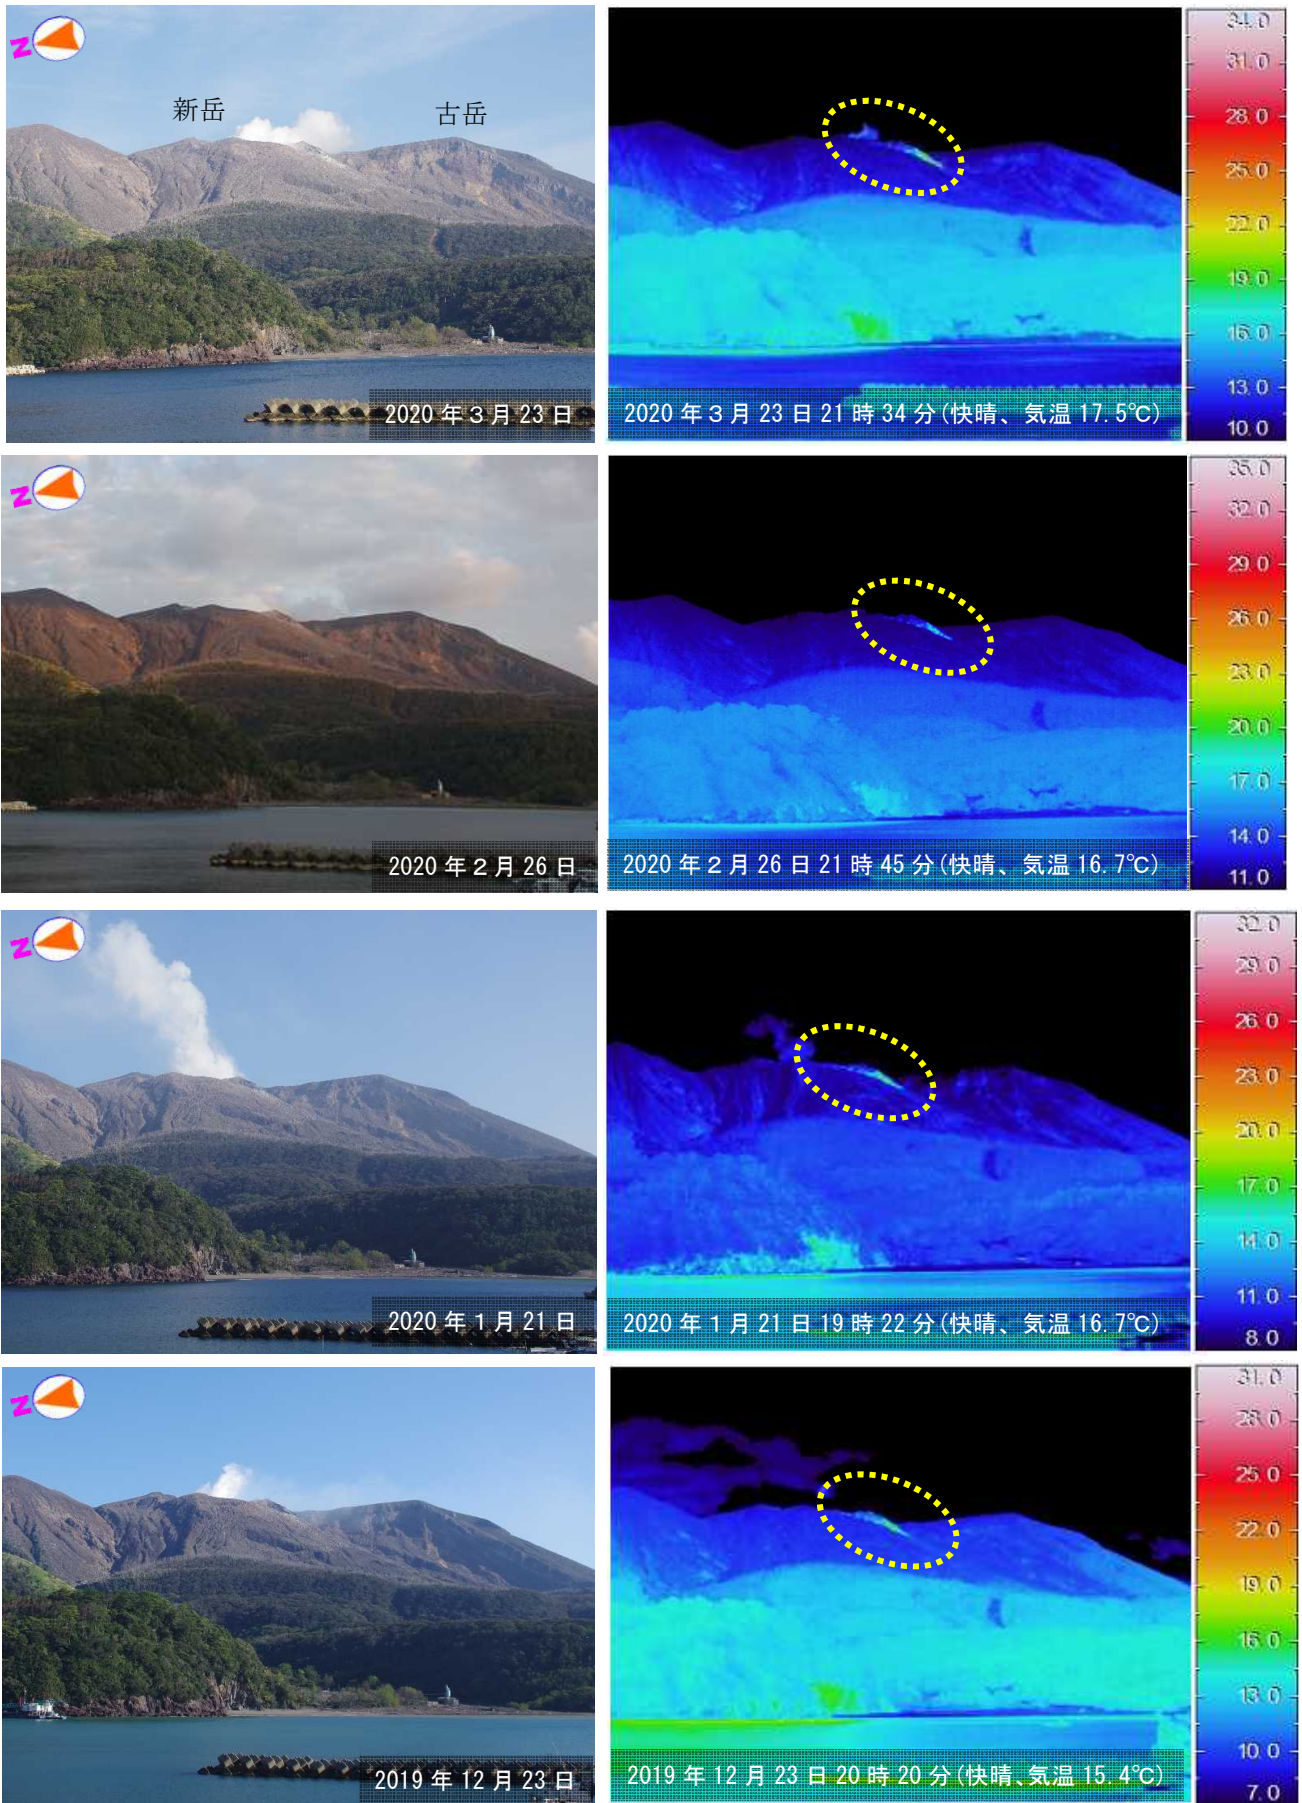 N
新岳
古岳
2020年3月23日
2020年3月23日21時34分(快晴、気温17.5℃)
34.0
31.0
28.0
25.0
22.0
19.0
16.0
13.0
10.0
N
2020年2月26日
2020年2月26日21時45分(快晴、気温16.7℃)
35.0
32.0
29.0
26.0
23.0
20.0
17.0
14.0
11.0
N
2020年1月21日
2020年1月21日19時22分(快晴、気温16.7℃)
32.0
29.0
26.0
23.0
20.0
17.0
14.0
11.0
8.0
N
2019年12月23日
2019年12月23日20時20分(快晴、気温15.4℃)
31.0
28.0
25.0
22.0
19.0
16.0
13.0
10.0
7.0